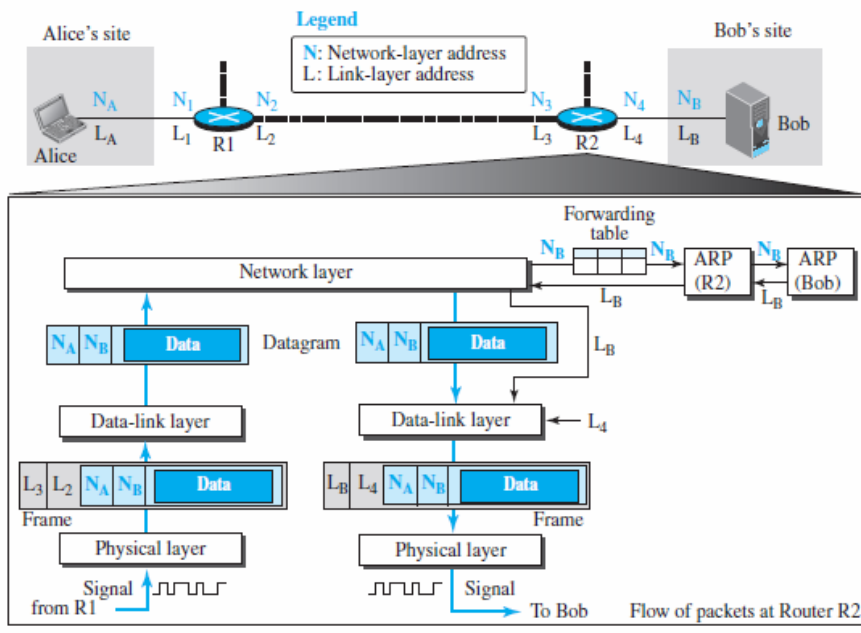 Legend
N: Network-layer address
L: Link-layer address
Alice's site
Bob's site
NA N1 N2 N3 N4 NB
LA L1 L2 L3 L4 LB
Alice R1 R2 Bob
Forwarding
table
NB NB NB
Network layer
ARP
(R2)
ARP
(Bob)
LB LB
NA NB Data
Datagram
NA NB Data
LB
Data-link layer
Data-link layer
L4
L3 L2 NA NB Data
LB L4 NA NB Data
Frame
Frame
Physical layer
Physical layer
Signal
from R1
Signal
To Bob
Flow of packets at Router R2